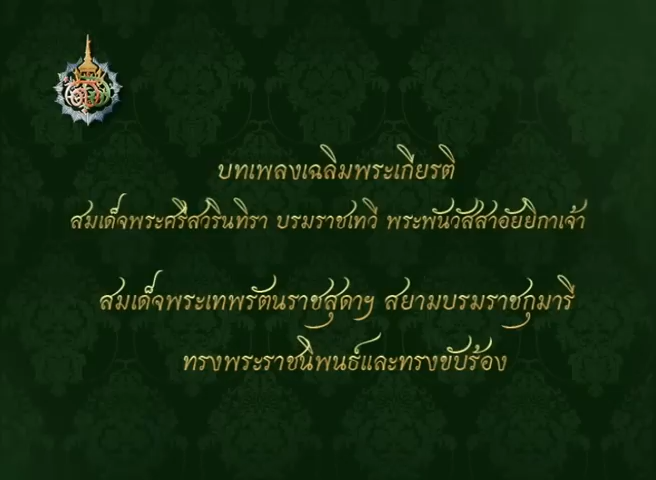 บทเพลงเฉลิมพระเกียรติ
สมเด็จพระศรีสวรินทิรา บรมราชเทวี พระพันวัสสาอัยยิกาเจ้า
สมเด็จพระเทพรัตนราชสุดาฯ สยามบรมราชกุมารี
ทรงพระราชนิพนธ์และทรงขับร้อง